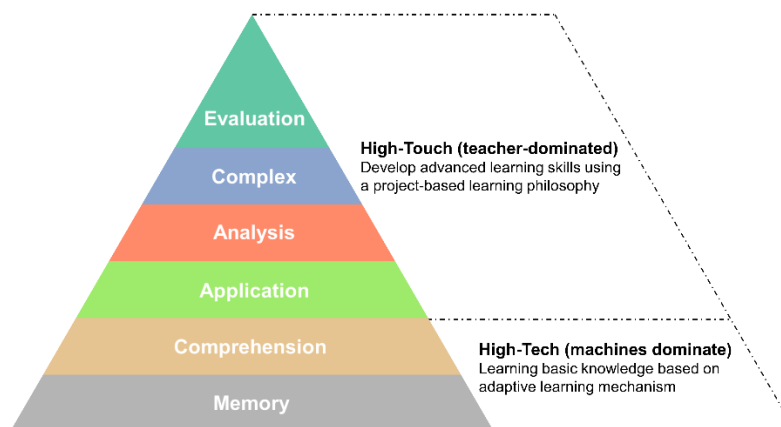 Evaluation
Complex
Analysis
Application
Comprehension
Memory
High-Touch (teacher-dominated)
Develop advanced learning skills using
a project-based learning philosophy
High-Tech (machines dominate)
Learning basic knowledge based on
adaptive learning mechanism